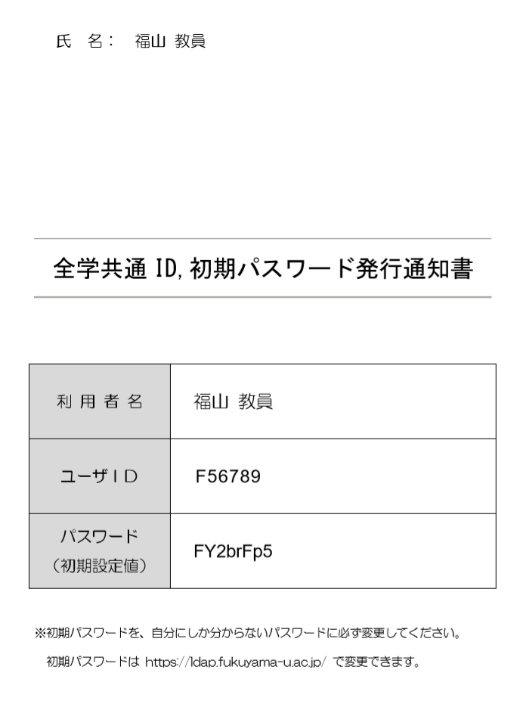 氏　名：　福山 教員
全学共通 ID, 初期パスワード発行通知書
利 用 者 名
福山 教員
ユーザＩＤ
F56789
パスワード
（初期設定値）
FY2brFp5
※初期パスワードを、自分にしか分からないパスワードに必ず変更してください。
初期パスワードは https://ldap.fukuyama-u.ac.jp/ で変更できます。